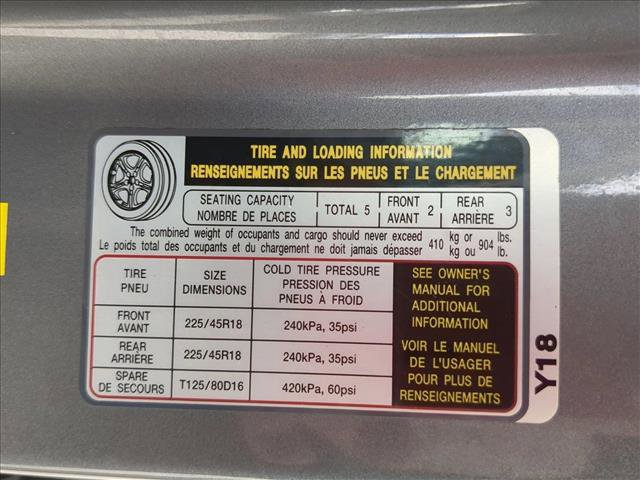 TIRE AND LOADING INFORMATION
RENSEIGNEMENTS SUR LES PNEUS ET LE CHARGEMENT
SEATING CAPACITY
NOMBRE DE PLACES
TOTAL 5
FRONT
AVANT 2
REAR
ARRIÈRE 3
The combined weight of occupants and cargo should never exceed
Le poids total des occupants et du chargement ne doit jamais dépasser
410 kg or 904 lbs.
kg ou lb.
TIRE
PNEU
SIZE
DIMENSIONS
COLD TIRE PRESSURE
PRESSION DES
PNEUS À FROID
FRONT
AVANT
225/45R18
240kPa, 35psi
REAR
ARRIÈRE
225/45R18
240kPa, 35psi
SPARE
DE SECOURS
T125/80D16
420kPa, 60psi
SEE OWNER'S
MANUAL FOR
ADDITIONAL
INFORMATION
VOIR LE MANUEL
DE L'USAGER
POUR PLUS DE
RENSEIGNEMENTS
Y18